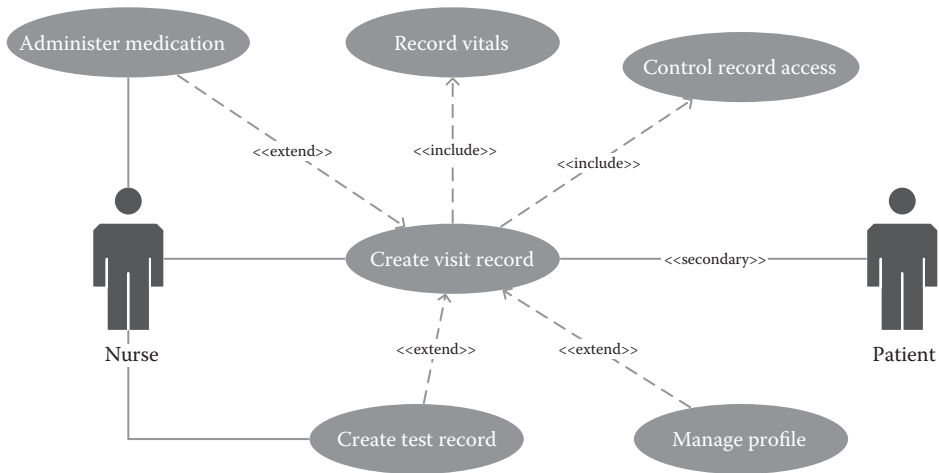 Administer medication
Record vitals
Control record access
<<extend>>
<<include>>
<<include>>
Create visit record
<<secondary>>
Nurse
Patient
<<extend>>
<<extend>>
Create test record
Manage profile